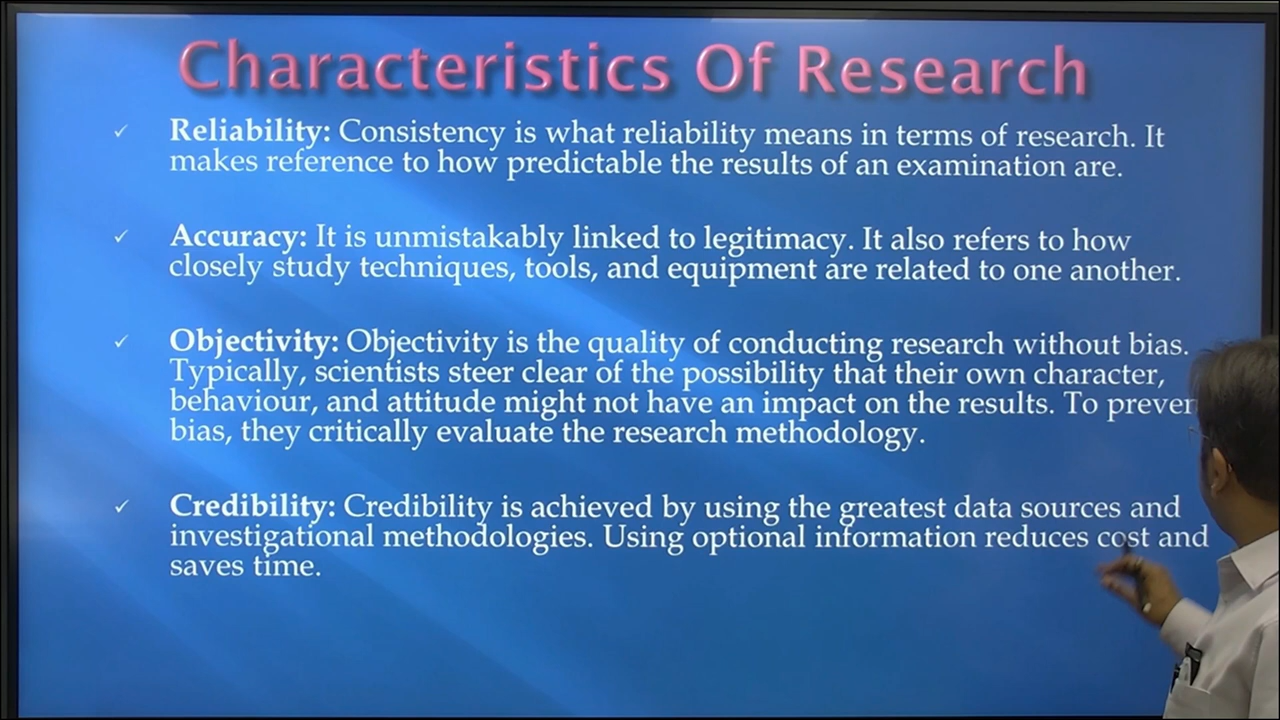 Characteristics Of Research
✓ Reliability: Consistency is what reliability means in terms of research. It
makes reference to how predictable the results of an examination are.
✓ Accuracy: It is unmistakably linked to legitimacy. It also refers to how
closely study techniques, tools, and equipment are related to one another.
✓ Objectivity: Objectivity is the quality of conducting research without bias.
Typically, scientists steer clear of the possibility that their own character,
behaviour, and attitude might not have an impact on the results. To
bias, they critically evaluate the research methodology.
✓ Credibility: Credibility is achieved by using the greatest data sources and
investigational methodologies. Using optional information reduces cost and
saves time.